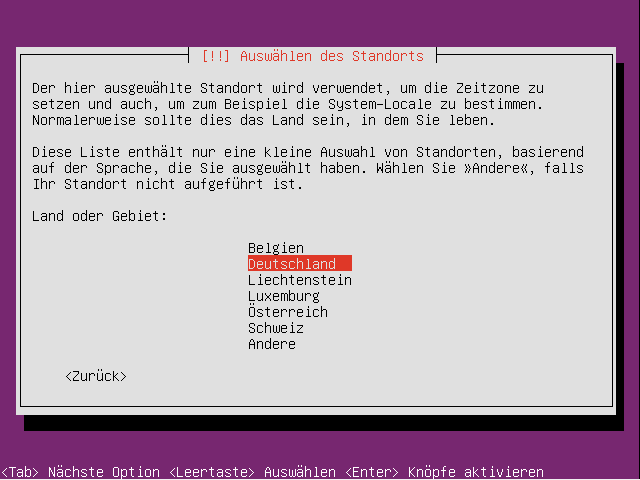 [!!] Auswählen des Standorts
Der hier ausgewählte Standort wird verwendet, um die Zeitzone zu
setzen und auch, um zum Beispiel die System-Locale zu bestimmen.
Normalerweise sollte dies das Land sein, in dem Sie leben.
Diese Liste enthält nur eine kleine Auswahl von Standorten, basierend
auf der Sprache, die Sie ausgewählt haben. Wählen Sie »Andere«, falls
Ihr Standort nicht aufgeführt ist.
Land oder Gebiet:
Belgien
Deutschland
Liechtenstein
Luxemburg
Österreich
Schweiz
Andere
<Zurück>
<Tab> Nächste Option <Leertaste> Auswählen <Enter> Knöpfe aktivieren